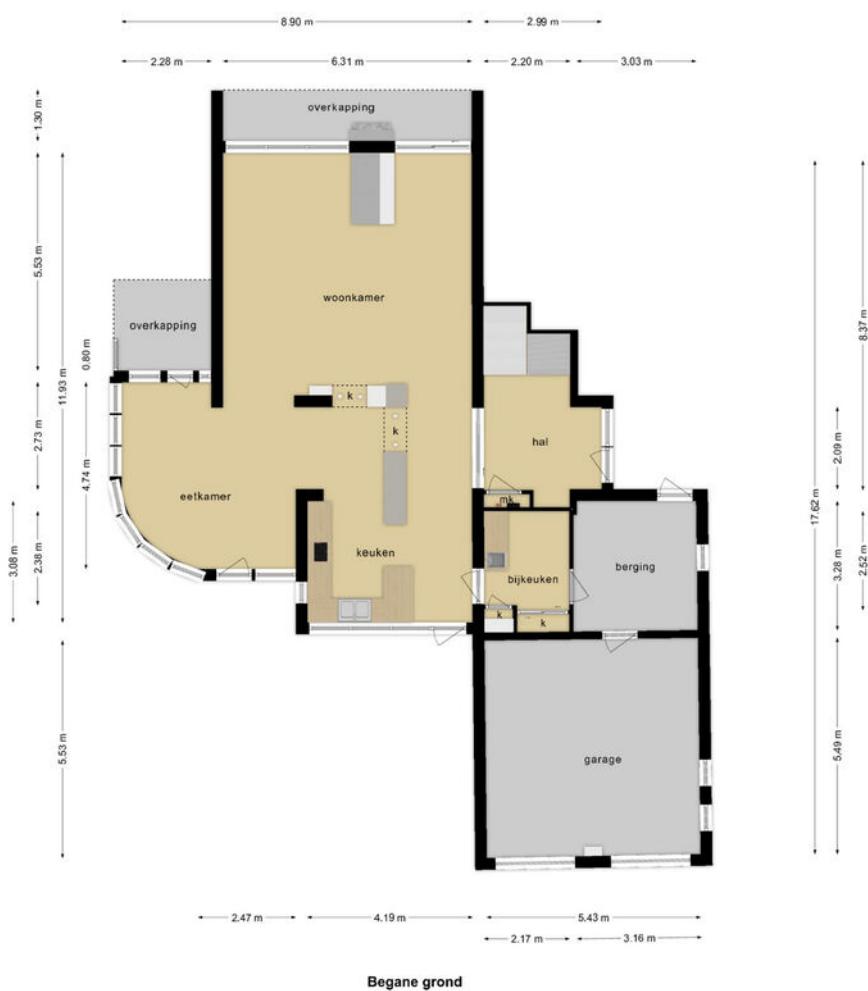 8.90 m
2.99 m
2.28 m
6.31 m
2.20 m
3.03 m
1.30 m
overkapping
5.53 m
11.93 m
woonkamer
overkapping
0.80 m
8.37 m
17.62 m
k
k
2.73 m
4.74 m
hal
2.09 m
eetkamer
mk
3.08 m
2.38 m
keuken
bijkeuken
berging
3.28 m
2.52 m
k
k
5.53 m
garage
5.49 m
2.47 m
4.19 m
5.43 m
2.17 m
3.16 m
Begane grond